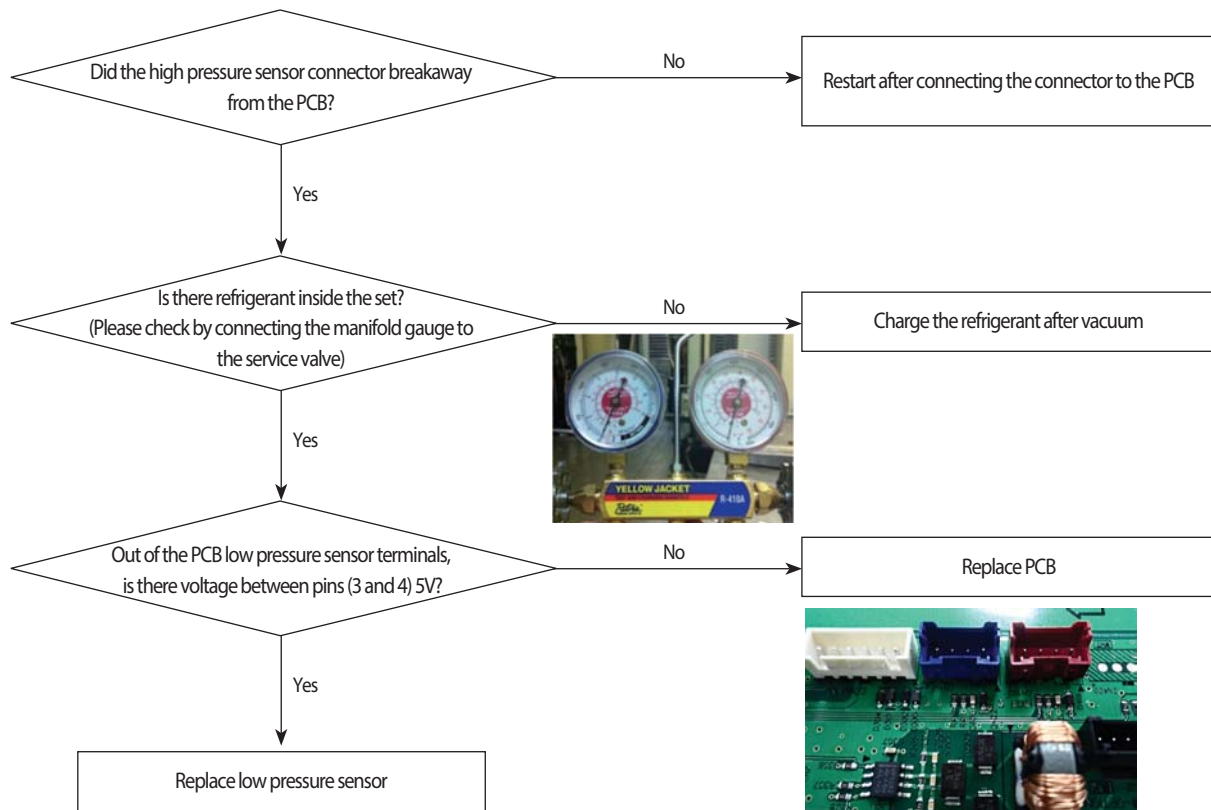 Did the high pressure sensor connector breakaway
from the PCB?
No
Restart after connecting the connector to the PCB
Yes
Is there refrigerant inside the set?
(Please check by connecting the manifold gauge to
the service valve)
No
Charge the refrigerant after vacuum
YELLOW JACKET
R-410A
Yes
Out of the PCB low pressure sensor terminals,
is there voltage between pins (3 and 4) 5V?
No
Replace PCB
Yes
Replace low pressure sensor